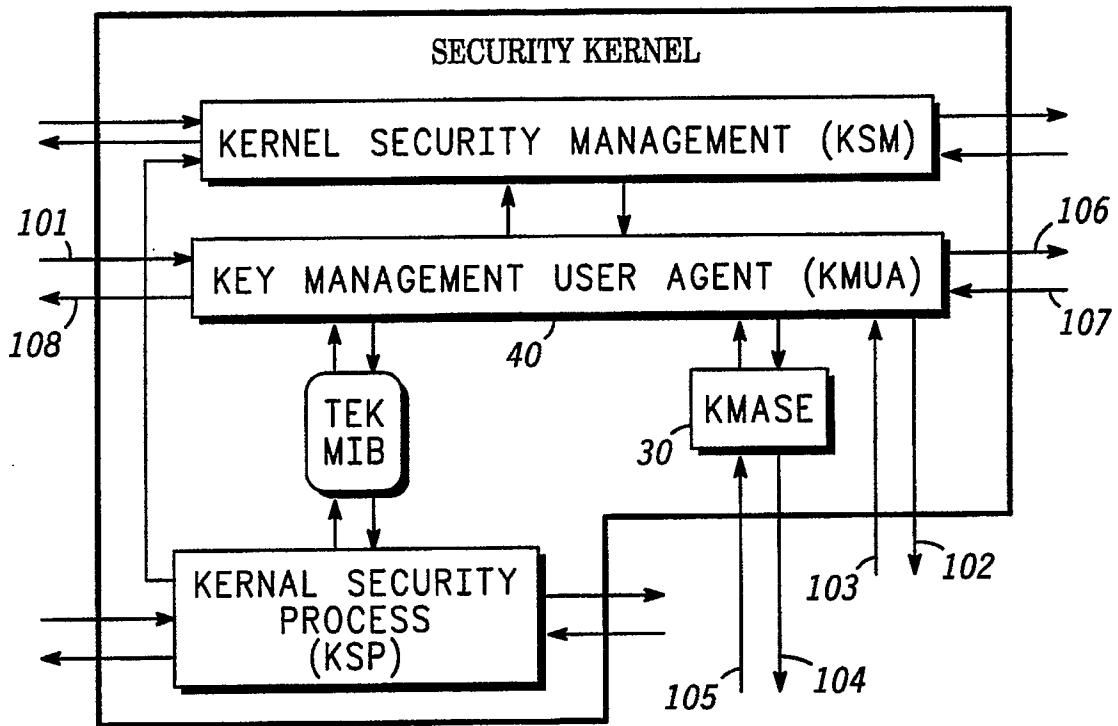 SECURITY KERNEL
KERNEL SECURITY MANAGEMENT (KSM)
101
106
KEY MANAGEMENT USER AGENT (KMUA)
108
40
107
TEK
MIB
KMASE
30
KERNAL SECURITY
PROCESS
(KSP)
103
102
105
104